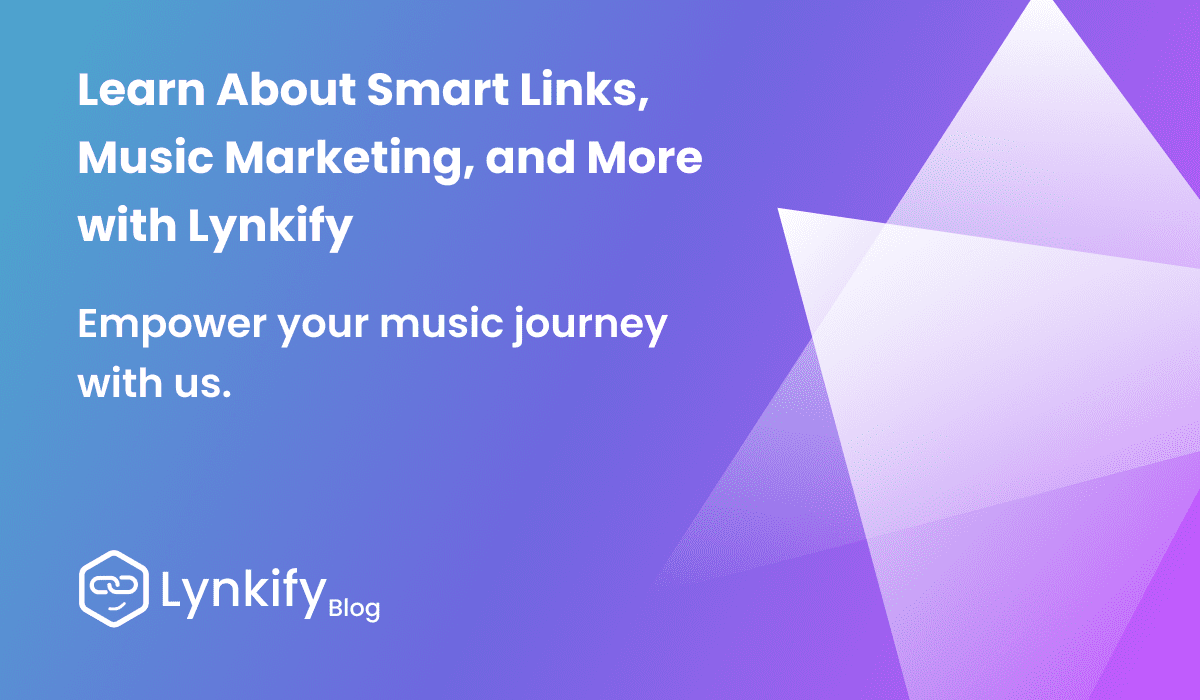 Learn About Smart Links,
Music Marketing, and More
with Lynkify
Empower your music journey
with us.
Lynkify Blog